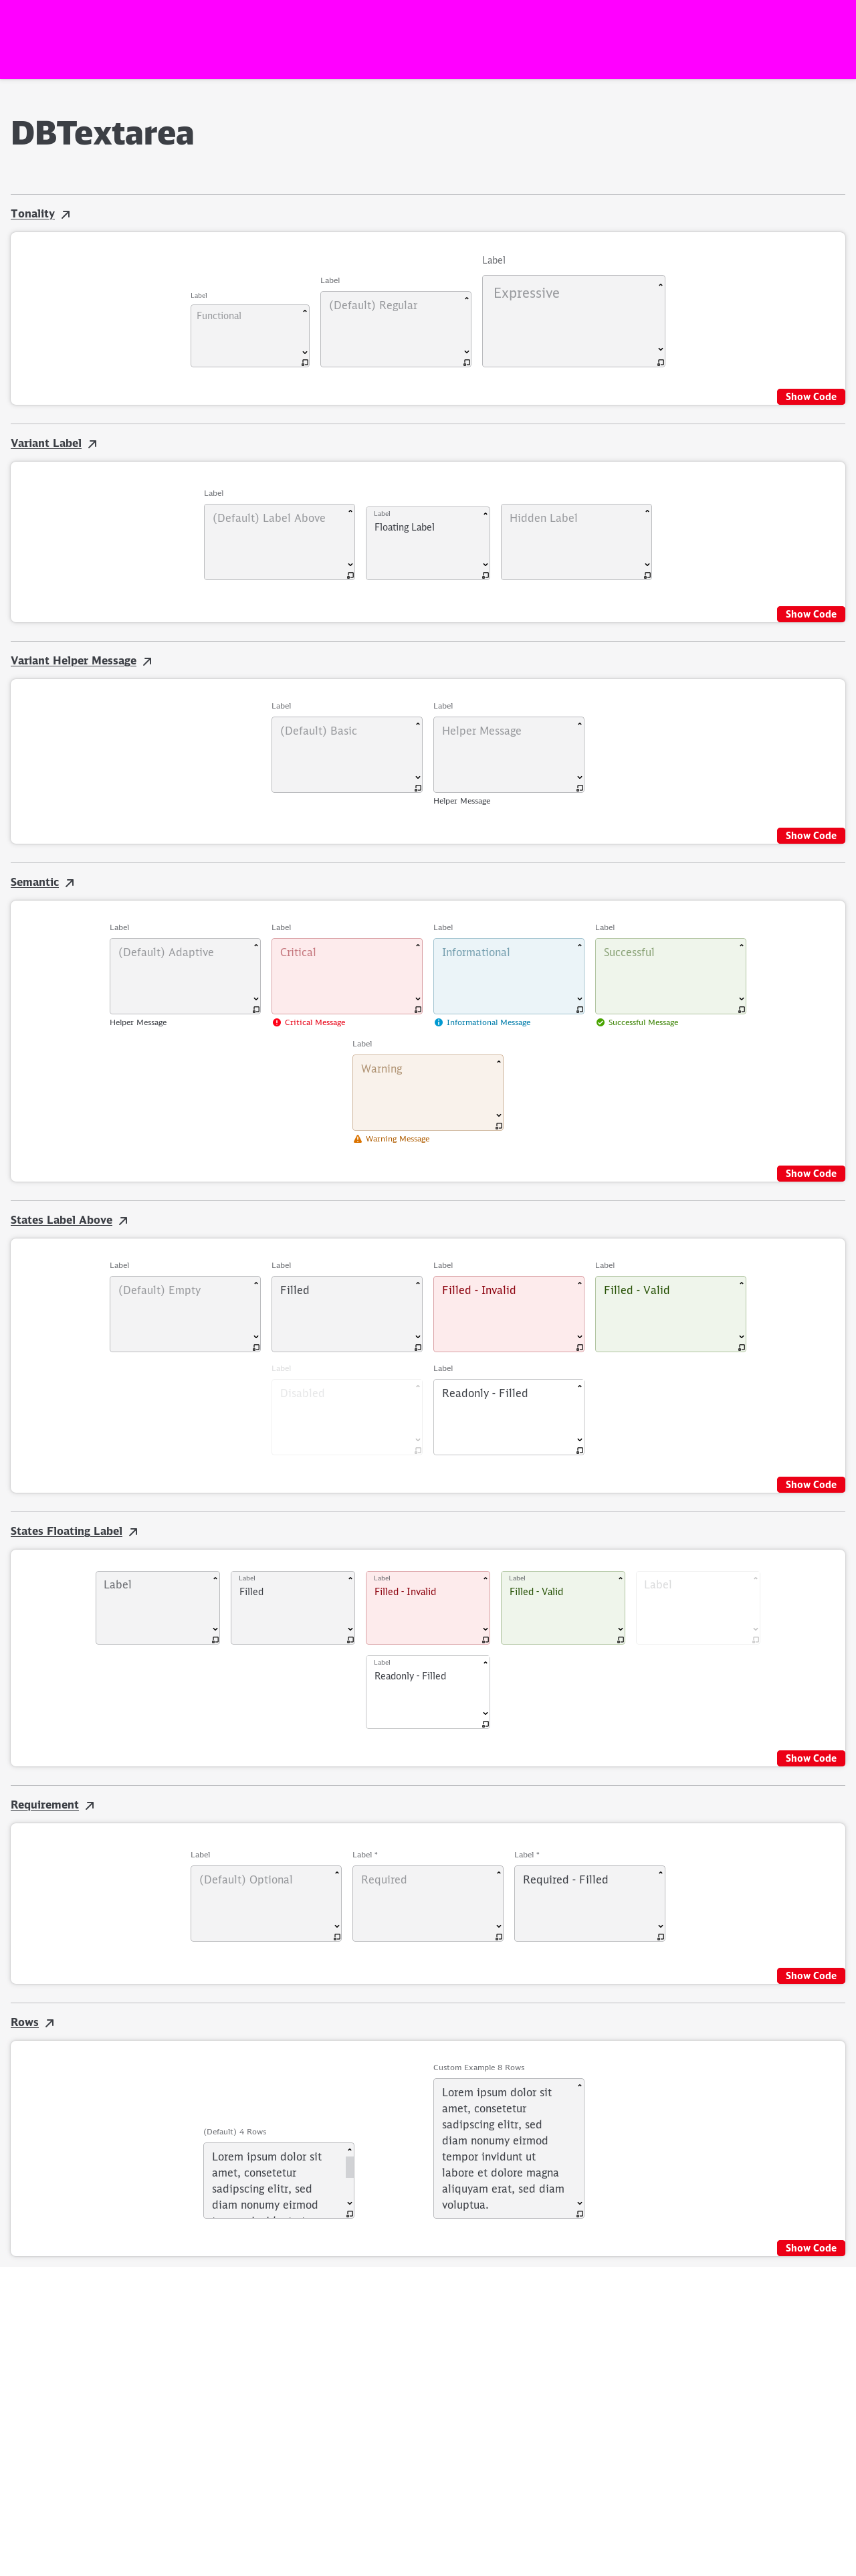 DBTextarea
Tonality
Label
Label
Label
Functional
(Default) Regular
Expressive
Show Code
Variant Label
Label
(Default) Label Above
Label
Floating Label
Hidden Label
Show Code
Variant Helper Message
Label
Label
(Default) Basic
Helper Message
Helper Message
Show Code
Semantic
Label
Label
Label
Label
(Default) Adaptive
Critical
Informational
Successful
Helper Message
Critical Message
Informational Message
Successful Message
Label
Warning
Warning Message
Show Code
States Label Above
Label
Label
Label
Label
(Default) Empty
Filled
Filled - Invalid
Filled - Valid
Label
Label
Disabled
Readonly - Filled
Show Code
States Floating Label
Label
Label
Filled
Label
Filled - Invalid
Label
Filled - Valid
Label
Label
Readonly - Filled
Show Code
Requirement
Label
Label *
Label *
(Default) Optional
Required
Required - Filled
Show Code
Rows
(Default) 4 Rows
Lorem ipsum dolor sit
amet, consetetur
sadipscing elitr, sed
diam nonumy eirmod
Custom Example 8 Rows
Lorem ipsum dolor sit
amet, consetetur
sadipscing elitr, sed
diam nonumy eirmod
tempor invidunt ut
labore et dolore magna
aliquyam erat, sed diam
voluptua.
Show Code